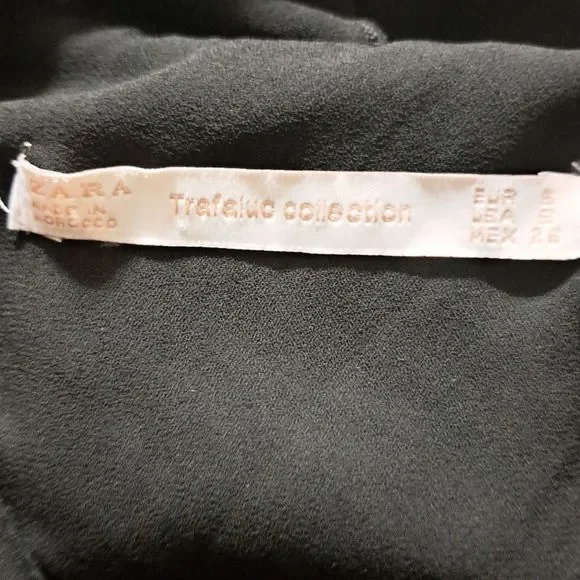 ZARA
MADE IN
MOROCCO
Trafaluc collection
EUR S
USA S
MEX 26